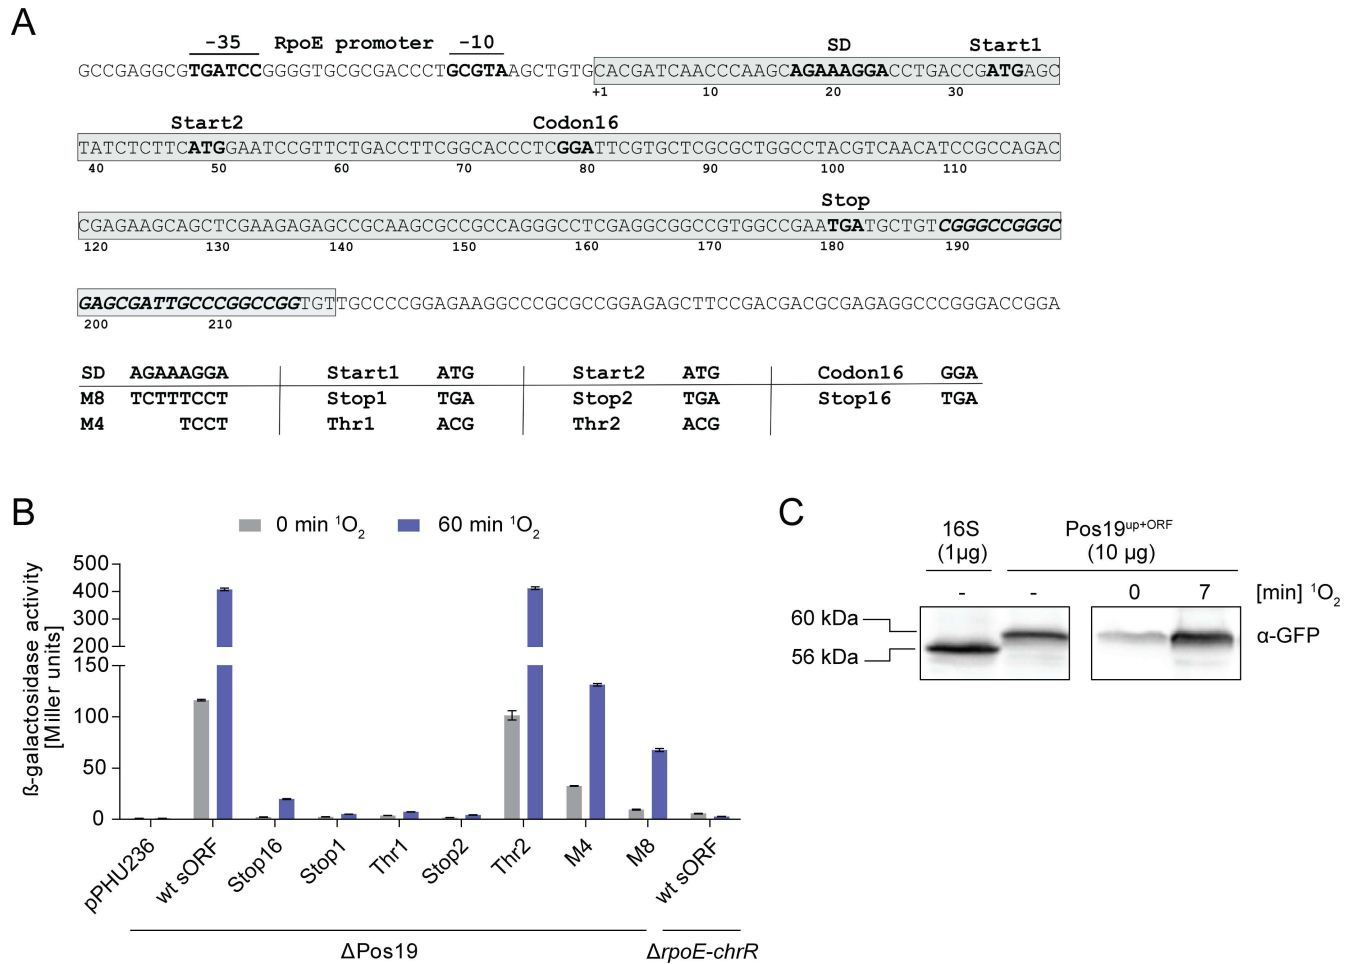 A
-35 RpoE promoter -10 SD Start1
GCCGAGGCGTGATCCGGGGTGCGCGACCCTGCGTAAGCTGTGCACGATCAACCCAAGCAGAAAGGACCTGACCGATGAGC
+1 10 20 30
Start2 Codon16
TATCTCTTCATGGAATCCGTTCTGACCTTCGGCACCCTCGGATTCGTGCTCGCGCTGGCCTACGTCAACATCCGCCAGAC
40 50 60 70 80 90 100 110
Stop
CGAGAAGCAGCTCGAAGAGAGCCGCAAGCGCCGCCAGGGCCTCGAGGCGGCCGTGGCCGAATGATGCTGTCGGGCCGGGC
120 130 140 150 160 170 180 190
GAGCGATTGCCCGGCCGGTGTTGCCCCGGAGAAGGCCCGCGCCGGAGAGCTTCCGACGACGCGAGAGGCCCGGGACCGGA
200 210
SD AGAAAGGA Start1 ATG Start2 ATG Codon16 GGA
M8 TCTTTCCT Stop1 TGA Stop2 TGA Stop16 TGA
M4 TCCT Thr1 ACG Thr2 ACG
B
0 min ¹O₂ 60 min ¹O₂
ß-galactosidase activity
[Miller units]
500
400
300
200
150
100
50
0
pPHU236 wt sORF Stop16 Stop1 Thr1 Stop2 Thr2 M4 M8 wt sORF
ΔPos19 ΔrpoE-chrR
C
16S Pos19up+ORF
(1µg) (10 µg)
- - 0 7 [min] ¹O₂
60 kDa
56 kDa
α-GFP